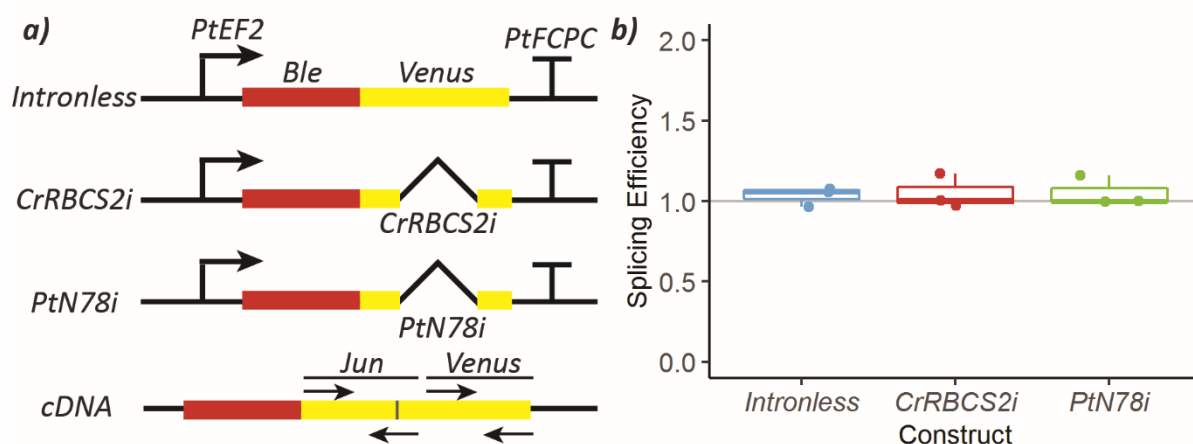 a)
PtEF2
PtFCPC
Ble
Venus
Intronless
CrRBCS2i
CrRBCS2i
PtN78i
PtN78i
Jun
Venus
cDNA
b)
Splicing Efficiency
2.0
1.5
1.0
0.5
0.0
Intronless
CrRBCS2i
PtN78i
Construct